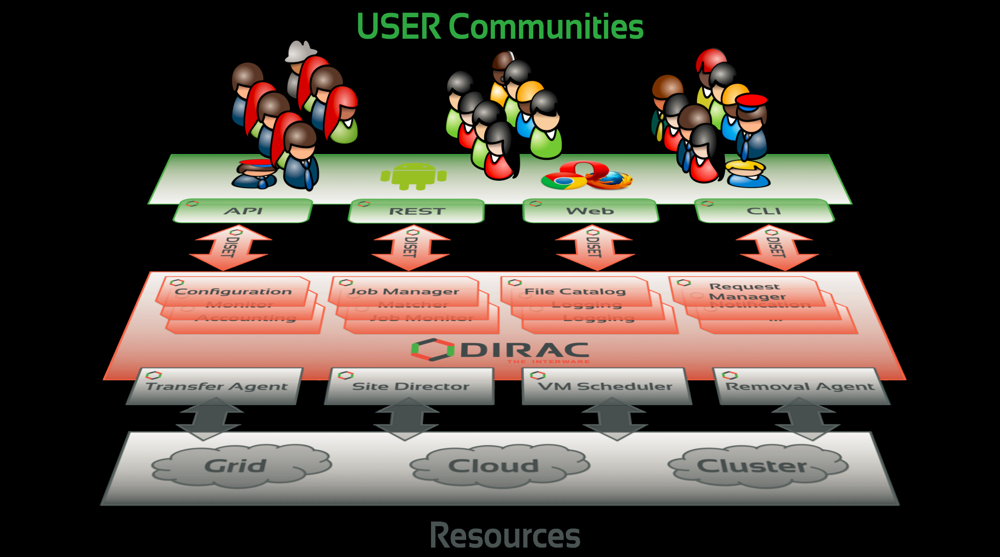 USER Communities
API
REST
Web
CLI
DISET
DISET
DISET
DISET
Configuration
Monitor
Accounting
Job Manager
Matcher
Job Monitor
File Catalog
Logging
Logging
Request
Manager
Notification
...
DIRAC
THE INTERWARE
Transfer Agent
Site Director
VM Scheduler
Removal Agent
Grid
Cloud
Cluster
Resources